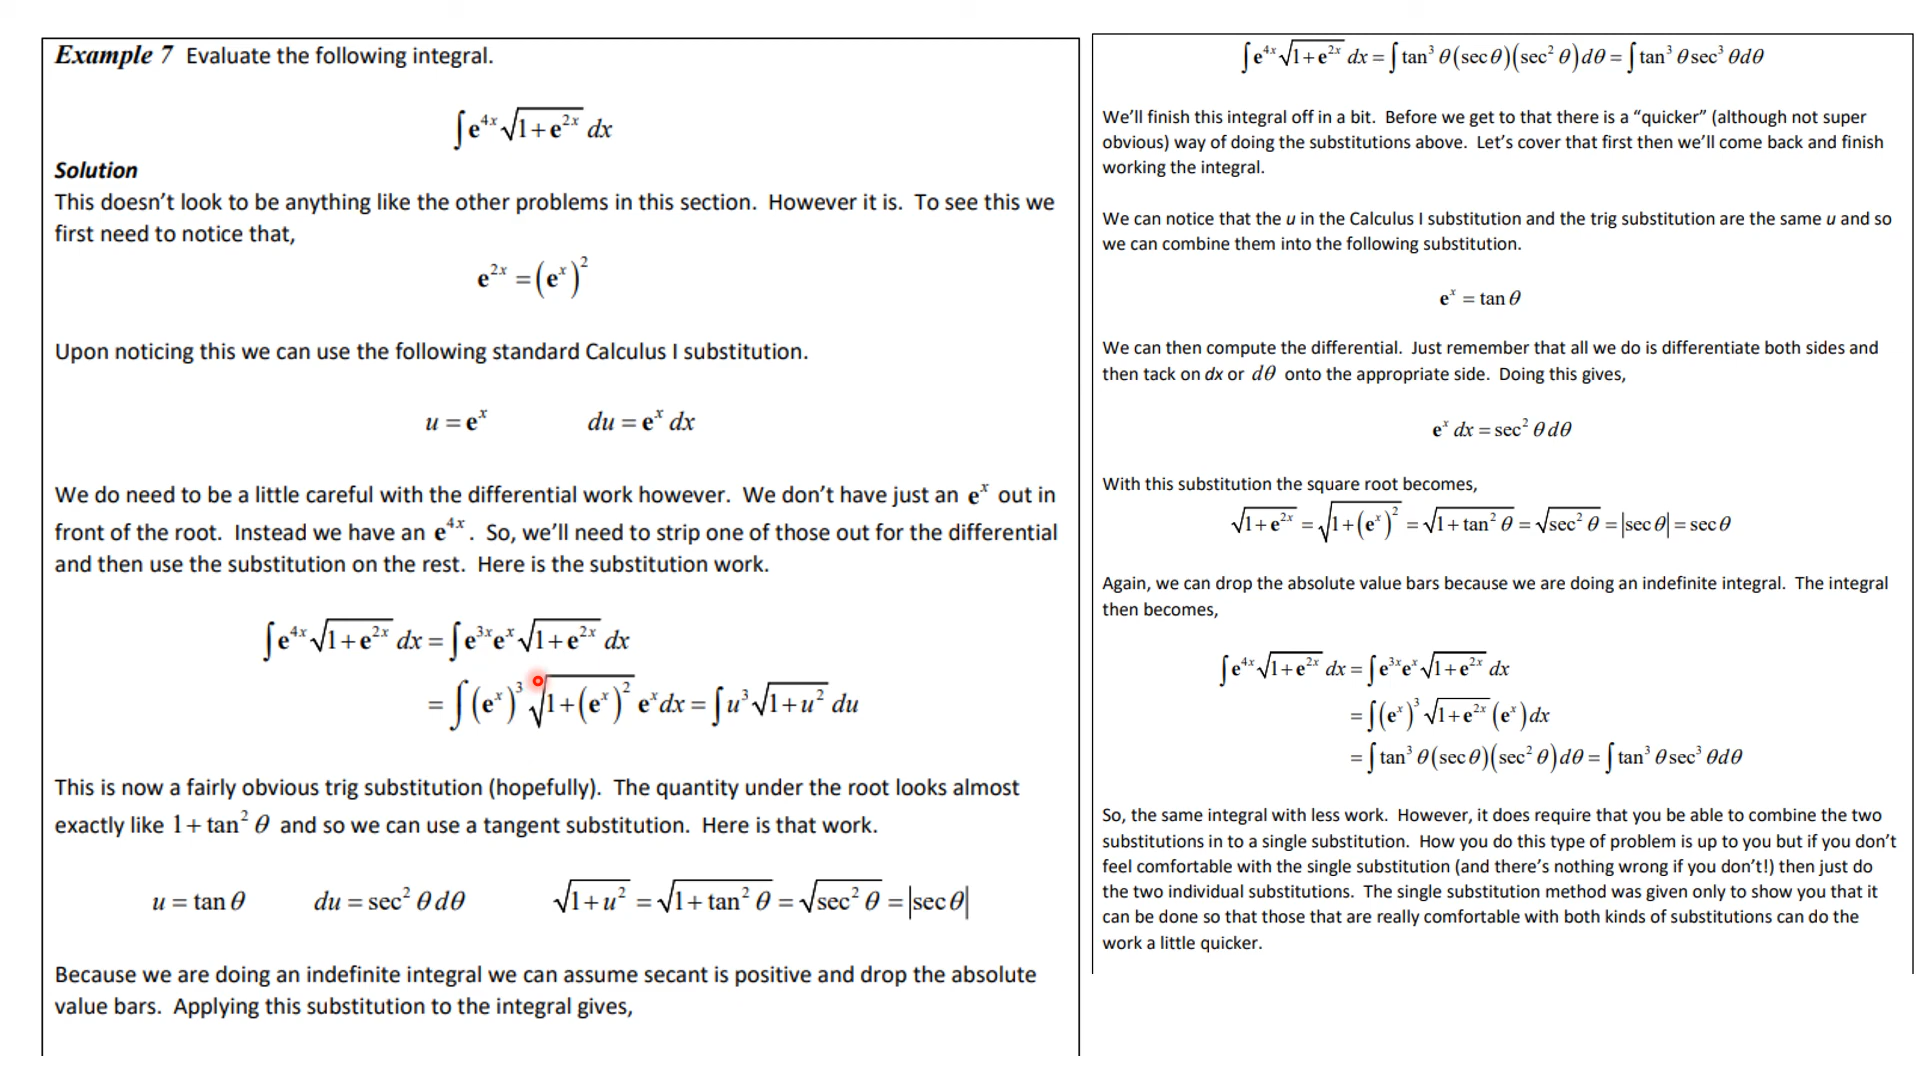 Example 7 Evaluate the following integral.
∫e^{4x}√(1+e^{2x}) dx
Solution
This doesn't look to be anything like the other problems in this section. However it is. To see this we
first need to notice that,
e^{2x} = (e^x)^2
Upon noticing this we can use the following standard Calculus I substitution.
u = e^x du = e^x dx
We do need to be a little careful with the differential work however. We don't have just an e^x out in
front of the root. Instead we have an e^{4x}. So, we'll need to strip one of those out for the differential
and then use the substitution on the rest. Here is the substitution work.
∫e^{4x}√(1+e^{2x}) dx = ∫e^{3x}e^x√(1+e^{2x}) dx
= ∫(e^x)^3 √(1+(e^x)^2) e^x dx = ∫u^3√(1+u^2) du
This is now a fairly obvious trig substitution (hopefully). The quantity under the root looks almost
exactly like 1+tan^2 θ and so we can use a tangent substitution. Here is that work.
u = tan θ du = sec^2 θ dθ √(1+u^2) = √(1+tan^2 θ) = √(sec^2 θ) = |sec θ|
Because we are doing an indefinite integral we can assume secant is positive and drop the absolute
value bars. Applying this substitution to the integral gives,
∫e^{4x}√(1+e^{2x}) dx = ∫tan^3 θ(sec θ)(sec^2 θ)dθ = ∫tan^3 θ sec^3 θ dθ
We'll finish this integral off in a bit. Before we get to that there is a “quicker” (although not super
obvious) way of doing the substitutions above. Let's cover that first then we'll come back and finish
working the integral.
We can notice that the u in the Calculus I substitution and the trig substitution are the same u and so
we can combine them into the following substitution.
e^x = tan θ
We can then compute the differential. Just remember that all we do is differentiate both sides and
then tack on dx or dθ onto the appropriate side. Doing this gives,
e^x dx = sec^2 θ dθ
With this substitution the square root becomes,
√(1+e^{2x}) = √(1+(e^x)^2) = √(1+tan^2 θ) = √(sec^2 θ) = |sec θ| = sec θ
Again, we can drop the absolute value bars because we are doing an indefinite integral. The integral
then becomes,
∫e^{4x}√(1+e^{2x}) dx = ∫e^{3x}e^x√(1+e^{2x}) dx
= ∫(e^x)^3 √(1+e^{2x}) (e^x)dx
= ∫tan^3 θ(sec θ)(sec^2 θ)dθ = ∫tan^3 θ sec^3 θ dθ
So, the same integral with less work. However, it does require that you be able to combine the two
substitutions in to a single substitution. How you do this type of problem is up to you but if you don't
feel comfortable with the single substitution (and there's nothing wrong if you don't!) then just do
the two individual substitutions. The single substitution method was given only to show you that it
can be done so that those that are really comfortable with both kinds of substitutions can do the
work a little quicker.